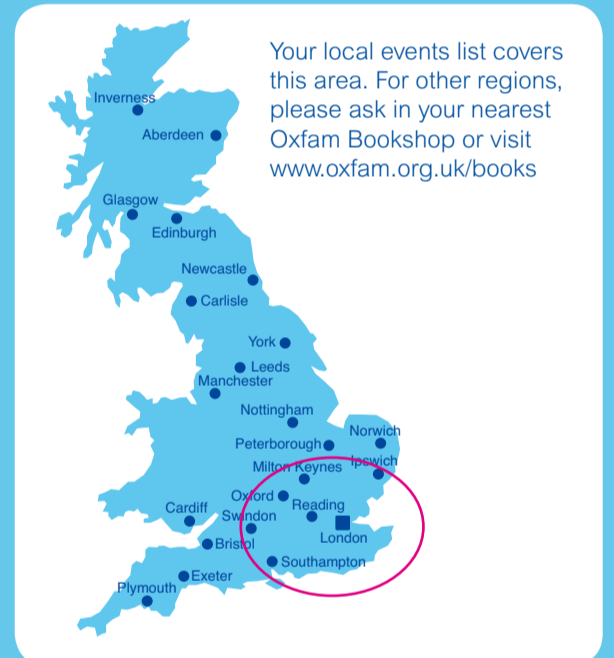 Your local events list covers
this area. For other regions,
please ask in your nearest
Oxfam Bookshop or visit
www.oxfam.org.uk/books
Inverness
Aberdeen
Glasgow
Edinburgh
Newcastle
Carlisle
York
Leeds
Manchester
Nottingham
Norwich
Peterborough
Ipswich
Milton Keynes
Oxford
Reading
Cardiff
Swindon
London
Bristol
Southampton
Exeter
Plymouth